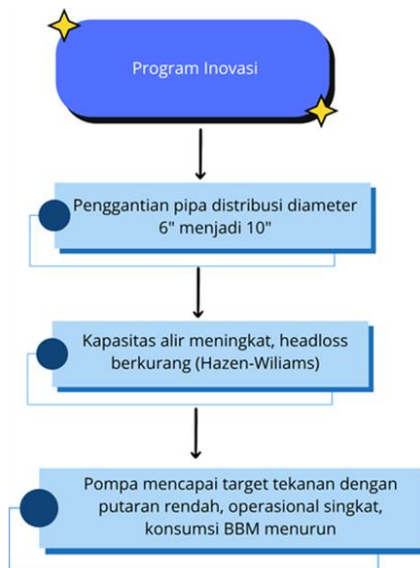 Program Inovasi
Penggantian pipa distribusi diameter
6" menjadi 10"
Kapasitas alir meningkat, headloss
berkurang (Hazen-Wiliams)
Pompa mencapai target tekanan dengan
putaran rendah, operasional singkat,
konsumsi BBM menurun